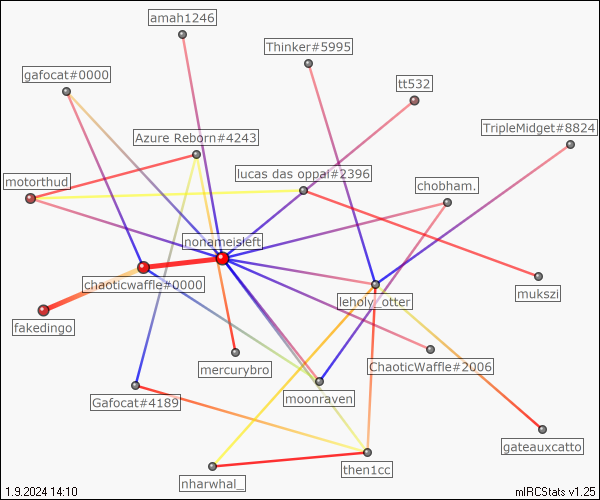 amah1246
Thinker#5995
gafocat#0000
tt532
TripleMidget#8824
Azure Reborn#4243
lucas das oppai#2396
motorthud
chobham.
nonameisleft
chaoticwaffle#0000
leholy_otter
mukszi
fakedingo
mercurybro
ChaoticWaffle#2006
Gafocat#4189
moonraven
gateauxcatto
then1cc
nharwhal_
1.9.2024 14:10
mIRCStats v1.25